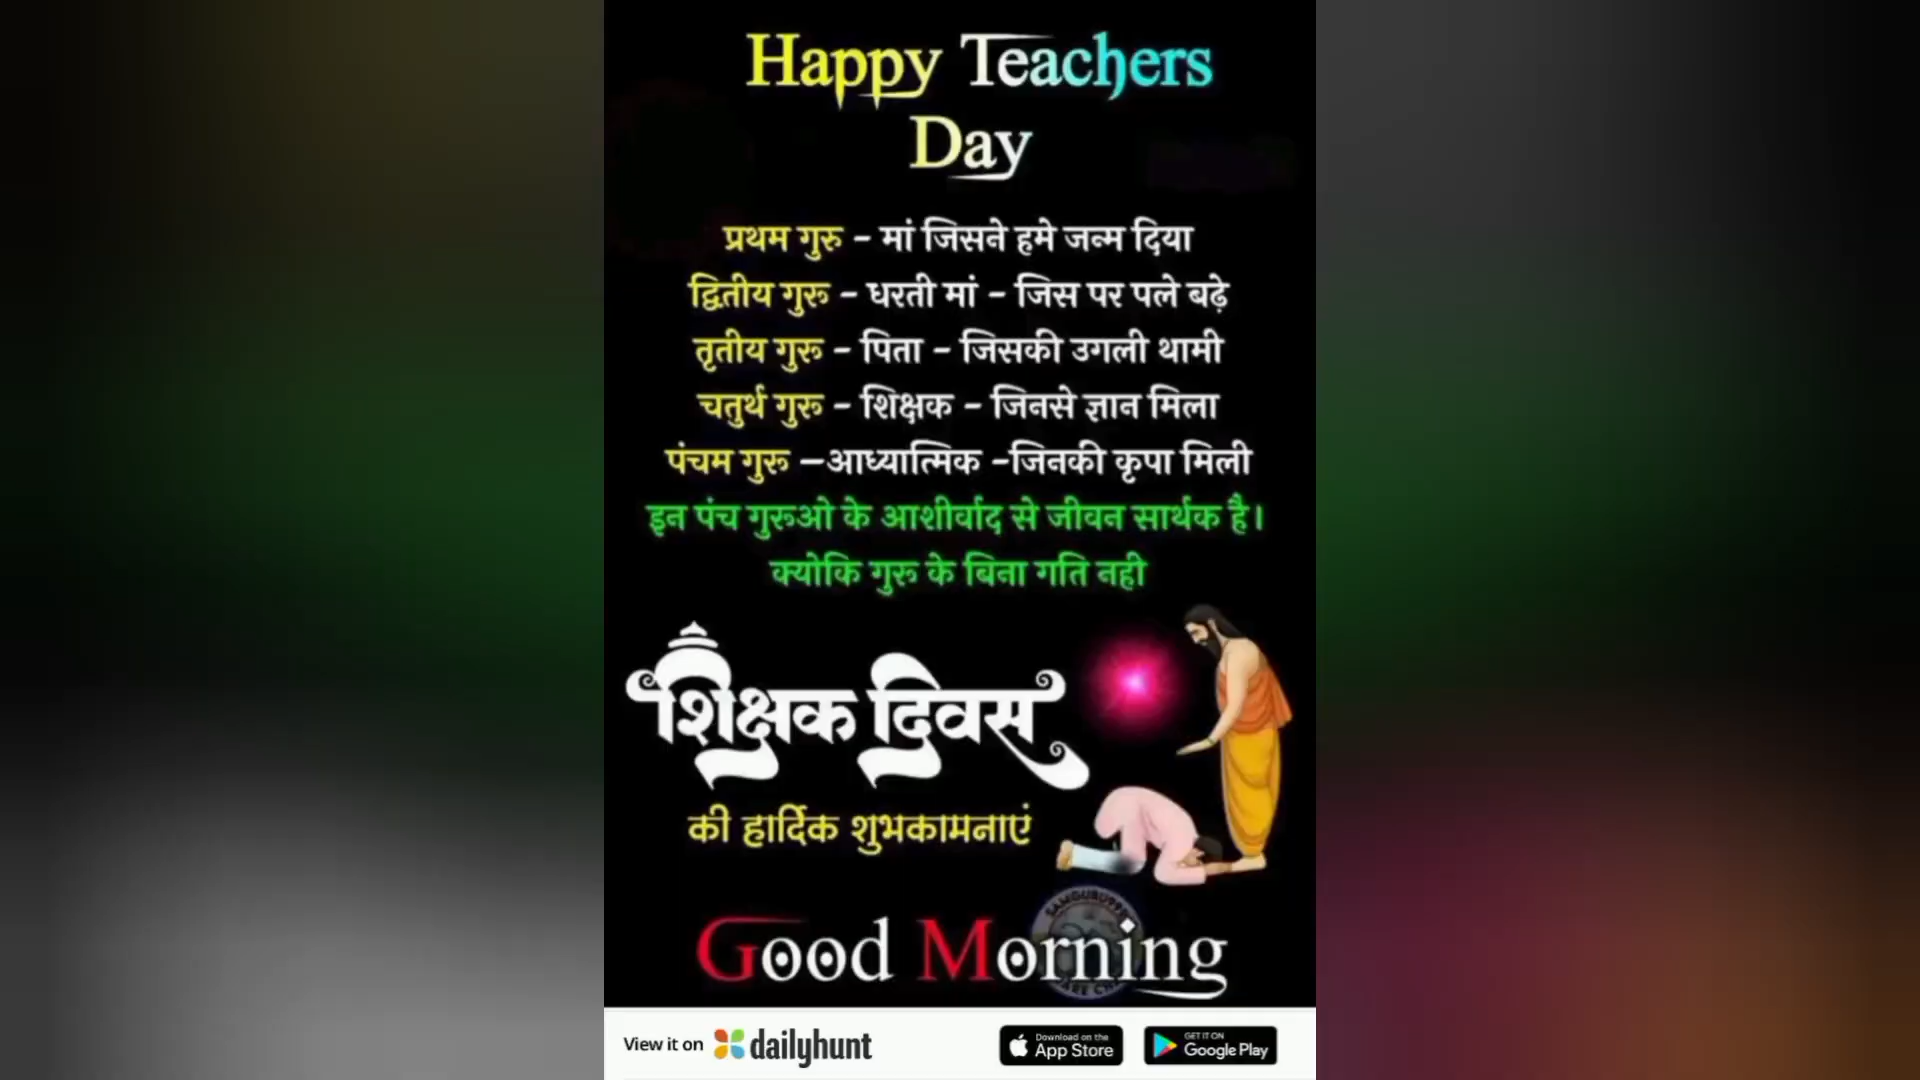 Happy Teachers
Day
प्रथम गुरु - मां जिसने हमे जन्म दिया
द्वितीय गुरू - धरती मां - जिस पर पले बढ़े
तृतीय गुरू - पिता - जिसकी उगली थामी
चतुर्थ गुरू - शिक्षक - जिनसे ज्ञान मिला
पंचम गुरू –आध्यात्मिक -जिनकी कृपा मिली
इन पंच गुरूओ के आशीर्वाद से जीवन सार्थक है।
क्योकि गुरू के बिना गति नही
शिक्षक दिवस
की हार्दिक शुभकामनाएं
Good Morning
View it on dailyhunt
Download on the
App Store
GET IT ON
Google Play